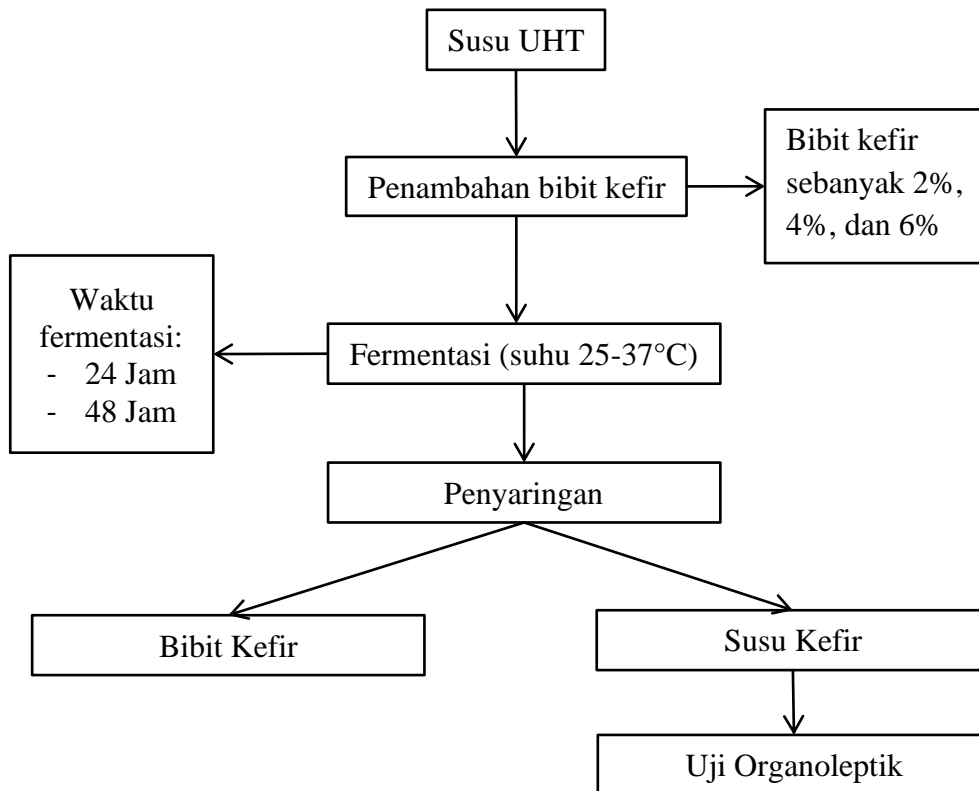 Susu UHT
Penambahan bibit kefir
Bibit kefir
sebanyak 2%,
4%, dan 6%
Waktu
fermentasi:
- 24 Jam
- 48 Jam
Fermentasi (suhu 25-37°C)
Penyaringan
Bibit Kefir
Susu Kefir
Uji Organoleptik